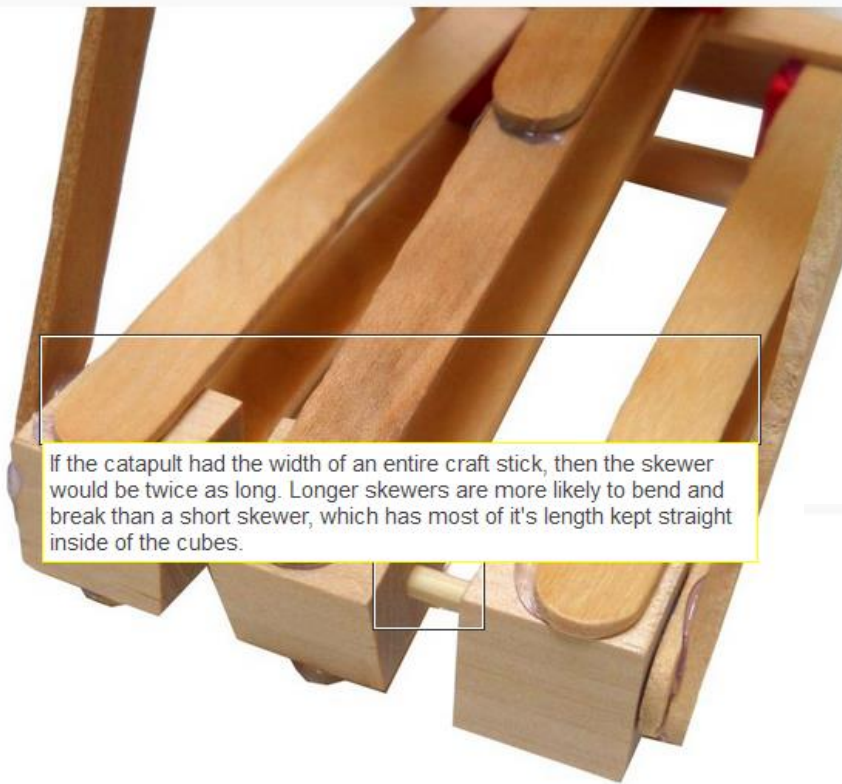 If the catapult had the width of an entire craft stick, then the skewer
would be twice as long. Longer skewers are more likely to bend and
break than a short skewer, which has most of it's length kept straight
inside of the cubes.